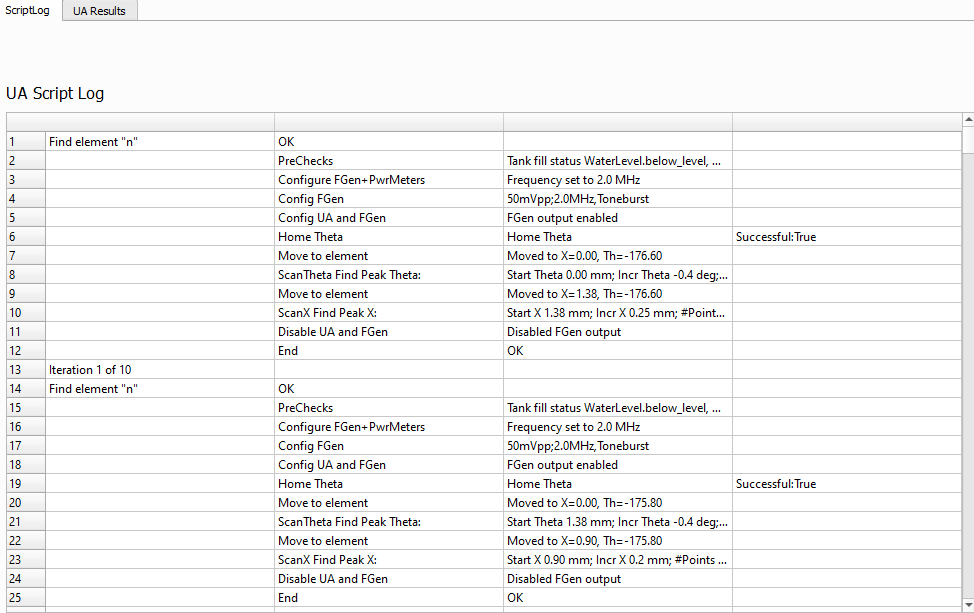 ScriptLog UA Results
UA Script Log
1 Find element "n" OK
2 PreChecks Tank fill status WaterLevel.below_level, ...
3 Configure FGen+PwrMeters Frequency set to 2.0 MHz
4 Config FGen 50mVpp;2.0MHz,Toneburst
5 Config UA and FGen FGen output enabled
6 Home Theta Home Theta Successful:True
7 Move to element Moved to X=0.00, Th=-176.60
8 ScanTheta Find Peak Theta: Start Theta 0.00 mm; Incr Theta -0.4 deg;...
9 Move to element Moved to X=1.38, Th=-176.60
10 ScanX Find Peak X: Start X 1.38 mm; Incr X 0.25 mm; #Point...
11 Disable UA and FGen Disabled FGen output
12 End OK
13 Iteration 1 of 10
14 Find element "n" OK
15 PreChecks Tank fill status WaterLevel.below_level, ...
16 Configure FGen+PwrMeters Frequency set to 2.0 MHz
17 Config FGen 50mVpp;2.0MHz,Toneburst
18 Config UA and FGen FGen output enabled
19 Home Theta Home Theta Successful:True
20 Move to element Moved to X=0.00, Th=-175.80
21 ScanTheta Find Peak Theta: Start Theta 1.38 mm; Incr Theta -0.4 deg;...
22 Move to element Moved to X=0.90, Th=-175.80
23 ScanX Find Peak X: Start X 0.90 mm; Incr X 0.2 mm; #Points ...
24 Disable UA and FGen Disabled FGen output
25 End OK